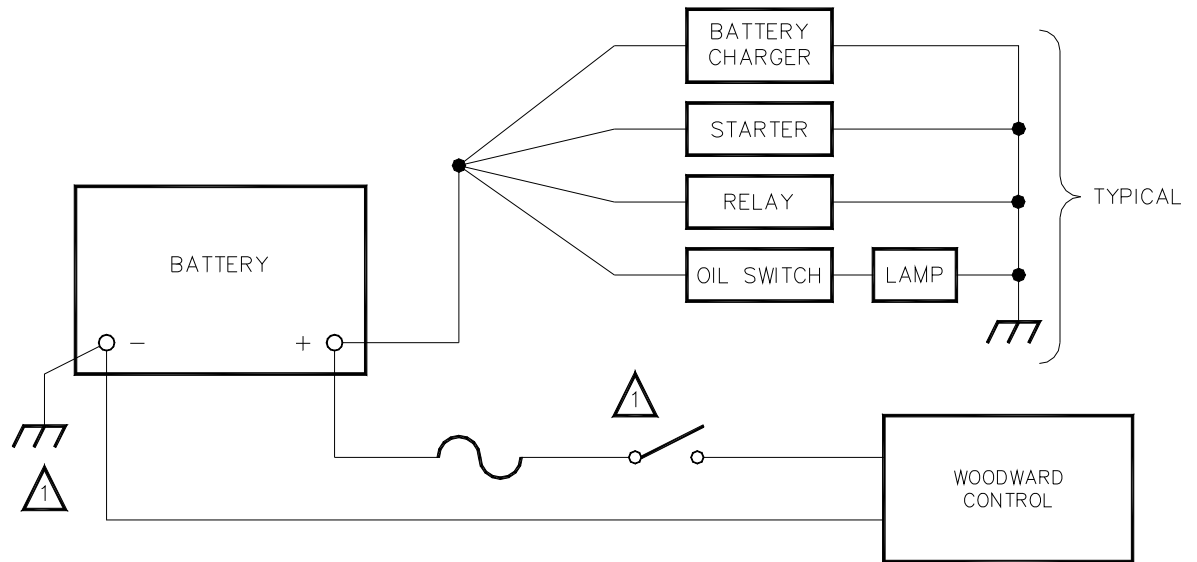 BATTERY
CHARGER
STARTER
RELAY
OIL SWITCH
LAMP
TYPICAL
BATTERY
−
+
1
1
WOODWARD
CONTROL